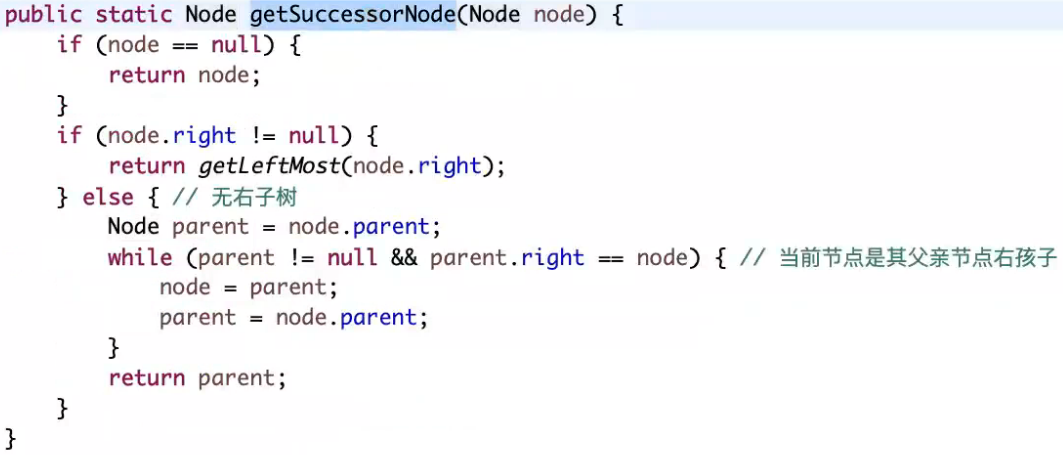 public static Node getSuccessorNode(Node node) {
    if (node == null) {
        return node;
    }
    if (node.right != null) {
        return getLeftMost(node.right);
    } else { // 无右子树
        Node parent = node.parent;
        while (parent != null && parent.right == node) { // 当前节点是其父亲节点右孩子
            node = parent;
            parent = node.parent;
        }
        return parent;
    }
}